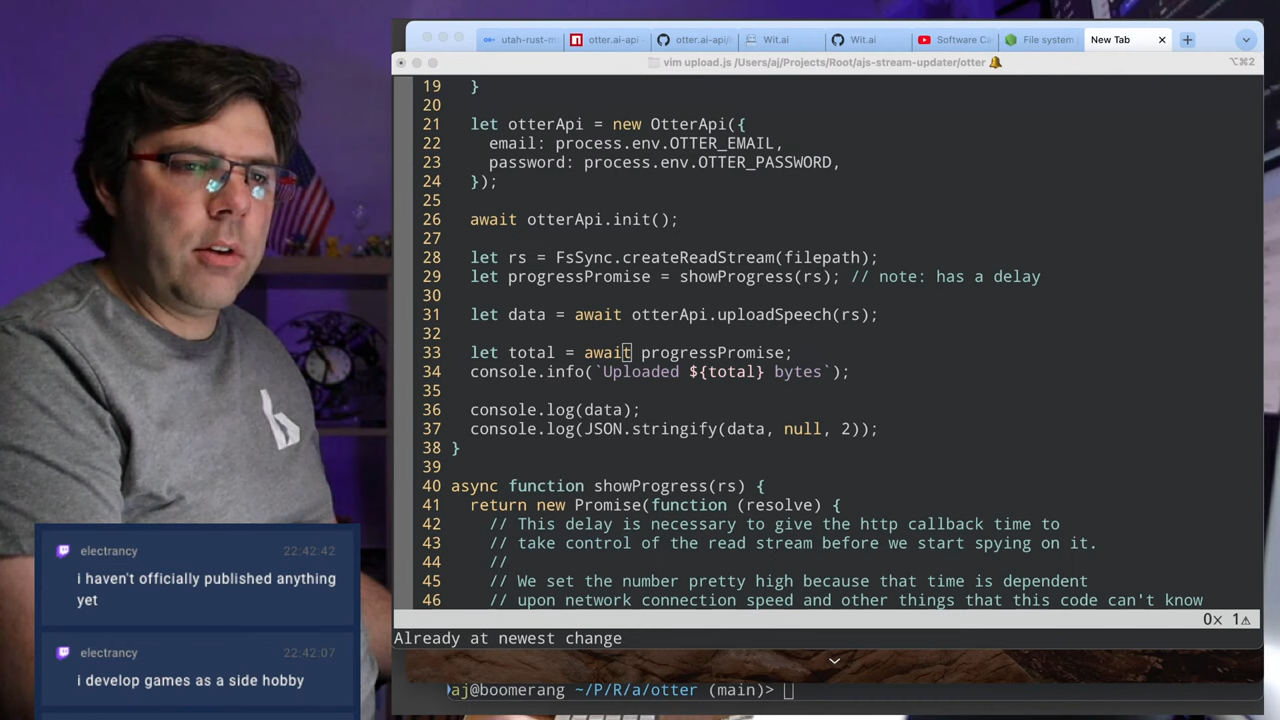 utah-rust-m
otter.ai-api
otter.ai-api/
Wit.ai
Wit.ai
Software Ca
File system
New Tab
vim upload.js /Users/aj/Projects/Root/ajs-stream-updater/otter 🔔
⌥⌘2
19 }
20
21 let otterApi = new OtterApi({
22 email: process.env.OTTER_EMAIL,
23 password: process.env.OTTER_PASSWORD,
24 });
25
26 await otterApi.init();
27
28 let rs = FsSync.createReadStream(filepath);
29 let progressPromise = showProgress(rs); // note: has a delay
30
31 let data = await otterApi.uploadSpeech(rs);
32
33 let total = await progressPromise;
34 console.info(`Uploaded ${total} bytes`);
35
36 console.log(data);
37 console.log(JSON.stringify(data, null, 2));
38 }
39
40 async function showProgress(rs) {
41 return new Promise(function (resolve) {
42 // This delay is necessary to give the http callback time to
43 // take control of the read stream before we start spying on it.
44 //
45 // We set the number pretty high because that time is dependent
46 // upon network connection speed and other things that this code can't know
0× 1⚠
Already at newest change
aj@boomerang ~/P/R/a/otter (main)>
electrancy 22:42:42
i haven't officially published anything
yet
electrancy 22:42:07
i develop games as a side hobby